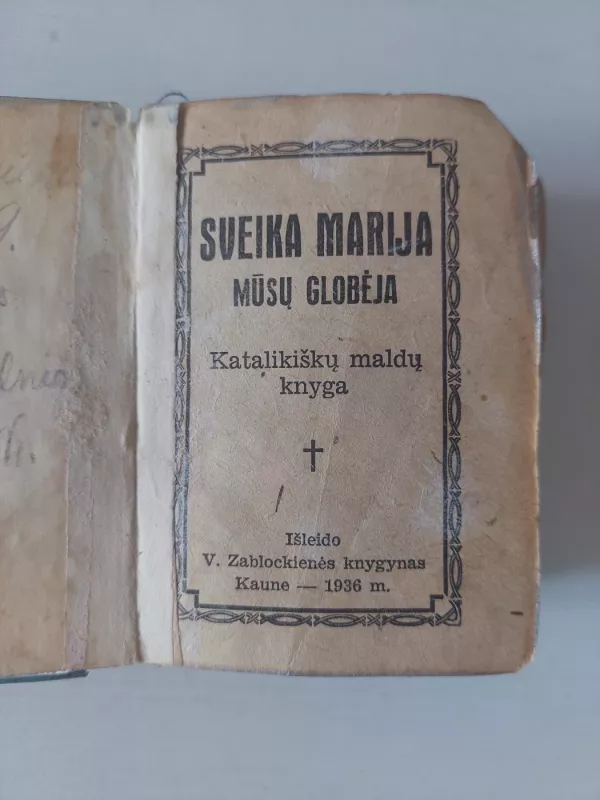 SVEIKA MARIJA
MŪSŲ GLOBĖJA
Katalikiškų maldų
knyga
Išleido
V. Zablockienės knygynas
Kaune — 1936 m.